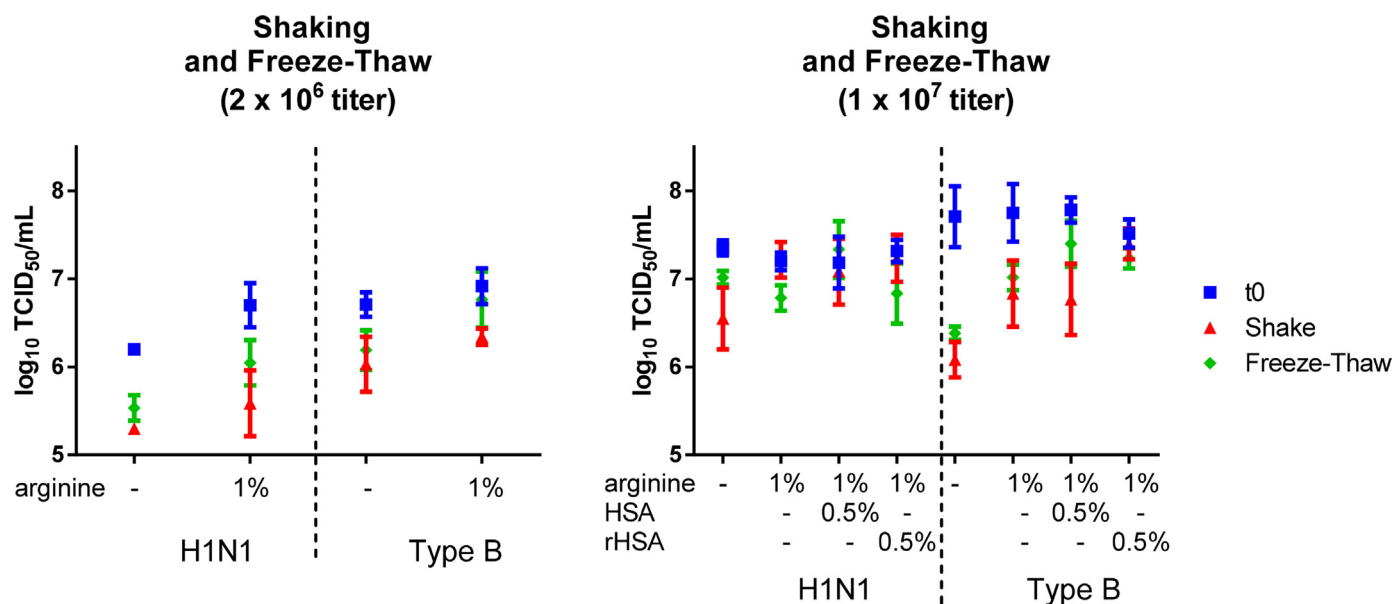 Shaking
and Freeze-Thaw
(2 x 10⁶ titer)
log₁₀ TCID₅₀/mL
8
7
6
5
arginine - 1% - 1%
H1N1 Type B
Shaking
and Freeze-Thaw
(1 x 10⁷ titer)
log₁₀ TCID₅₀/mL
8
7
6
5
arginine - 1% 1% 1% - 1% 1% 1%
HSA - 0.5% - - 0.5% -
rHSA - - 0.5% - - 0.5%
H1N1 Type B
t0
Shake
Freeze-Thaw